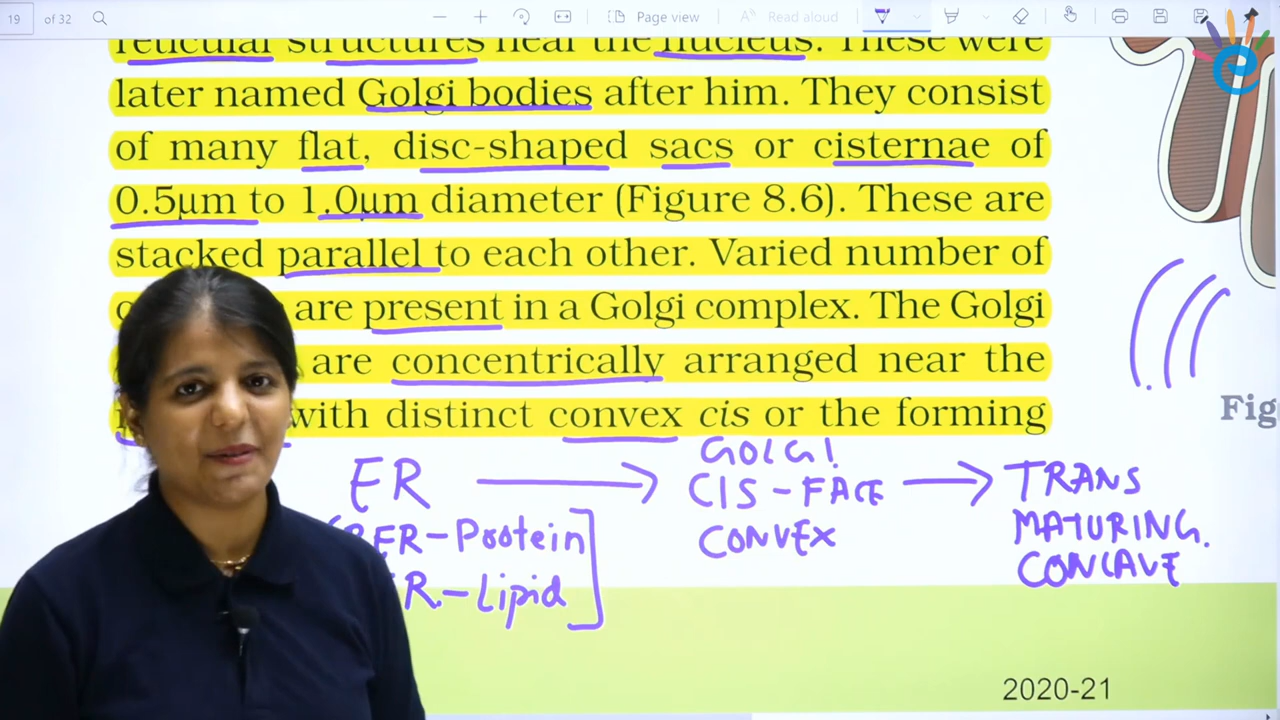 19 of 32 Page view Read aloud
reticular structures near the nucleus. These were
later named Golgi bodies after him. They consist
of many flat, disc-shaped sacs or cisternae of
0.5µm to 1.0µm diameter (Figure 8.6). These are
stacked parallel to each other. Varied number of
are present in a Golgi complex. The Golgi
are concentrically arranged near the
with distinct convex cis or the forming
Fig
GOLGI
ER CIS-FACE TRANS
RER-Protein CONVEX MATURING.
R.-Lipid CONCAVE
2020-21